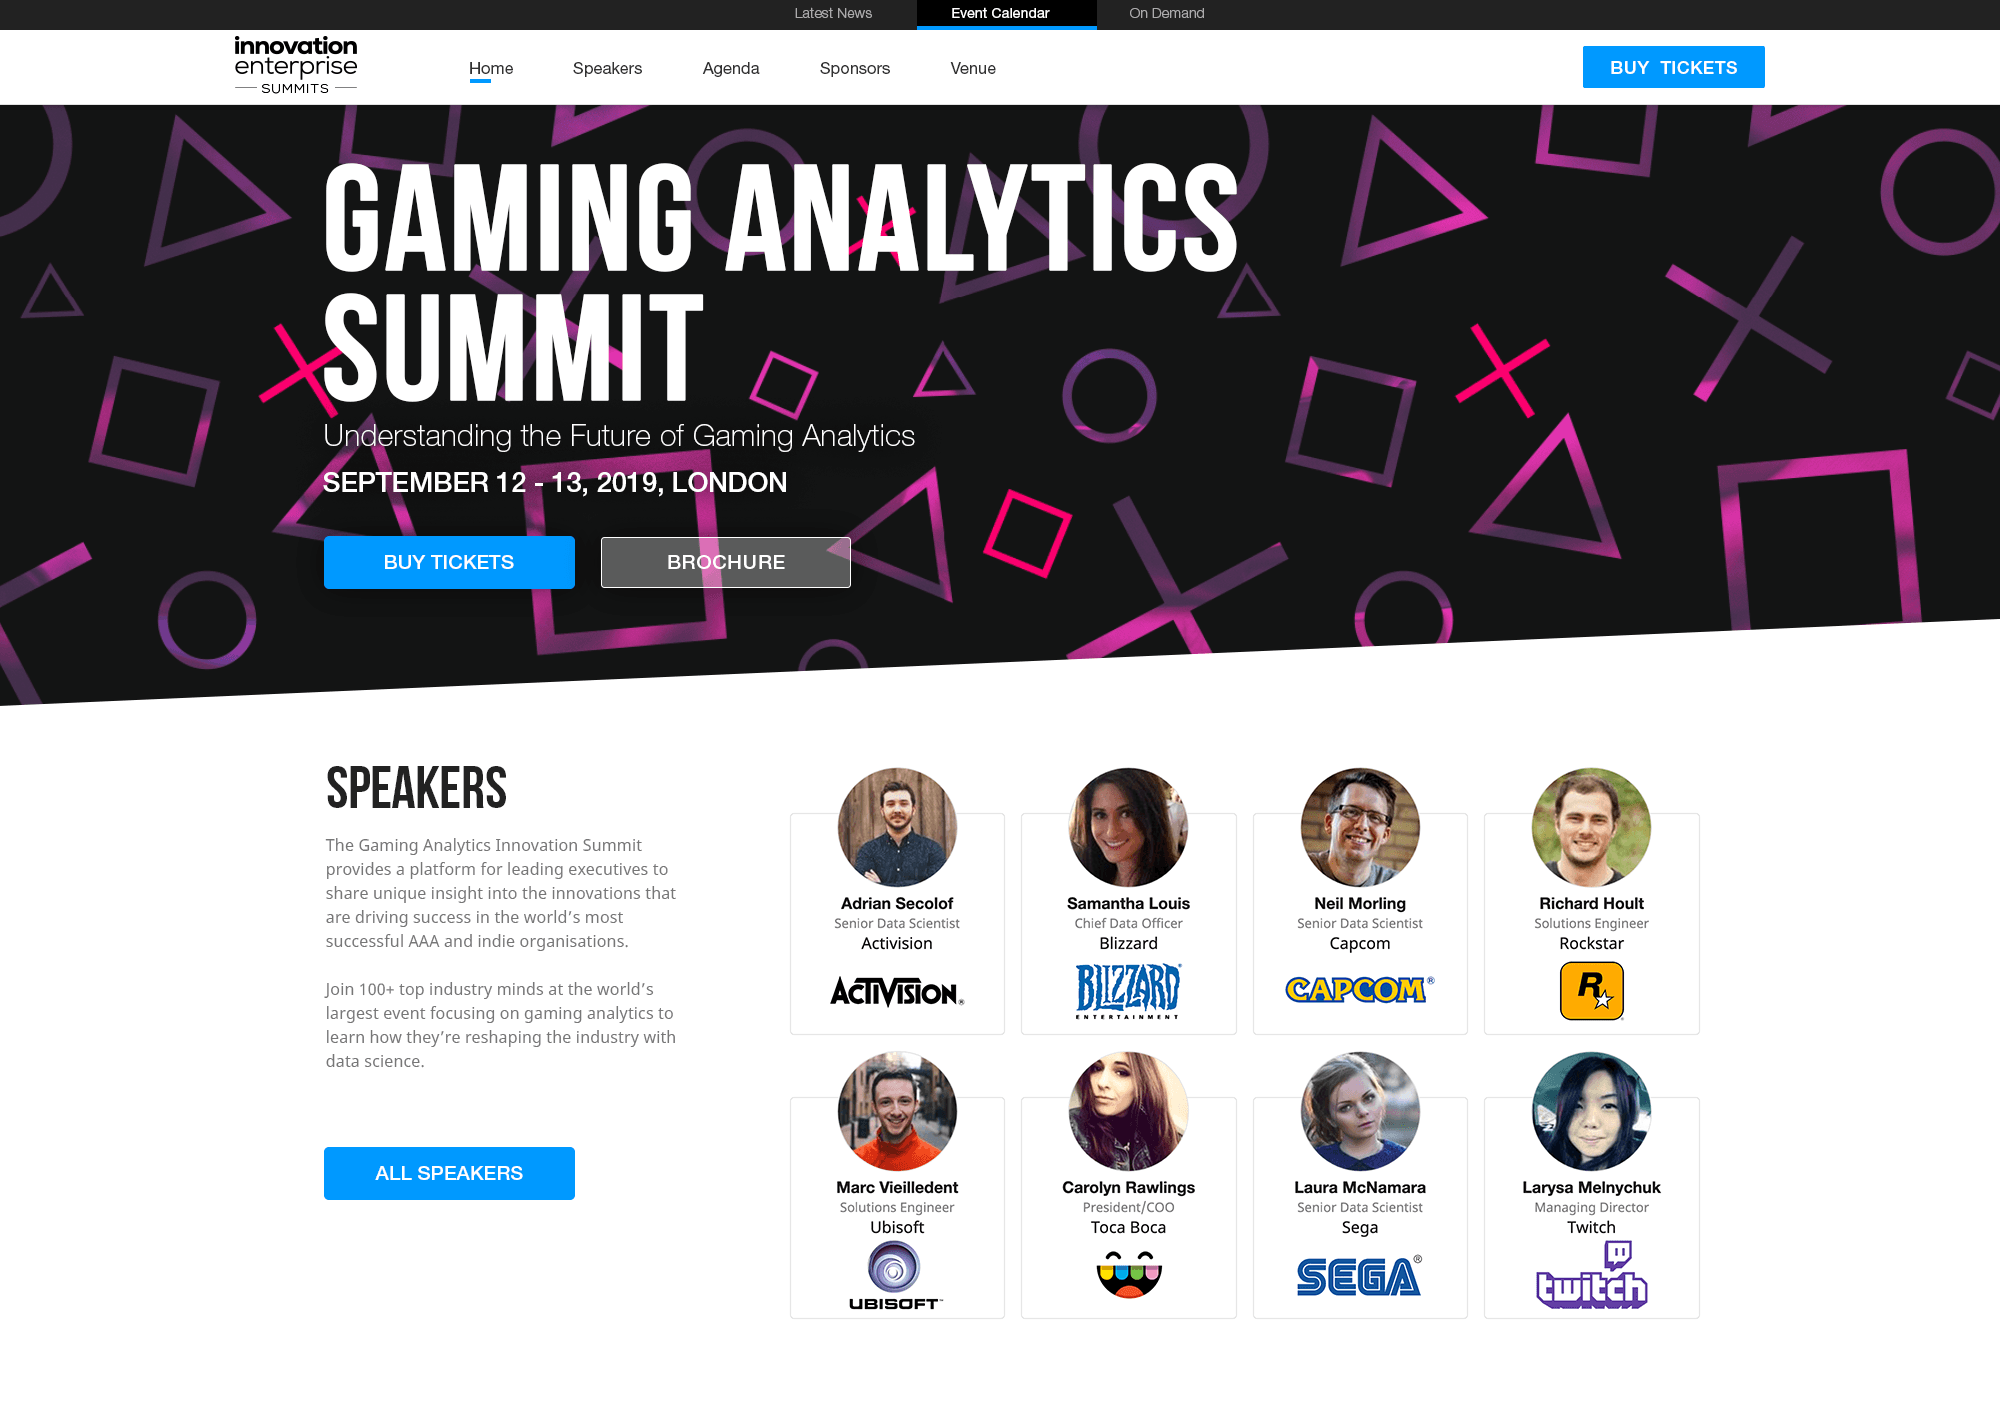 Latest News
Event Calendar
On Demand
innovation
enterprise
SUMMITS
Home
Speakers
Agenda
Sponsors
Venue
BUY TICKETS
GAMING ANALYTICS
SUMMIT
Understanding the Future of Gaming Analytics
SEPTEMBER 12 - 13, 2019, LONDON
BUY TICKETS
BROCHURE
SPEAKERS
The Gaming Analytics Innovation Summit
provides a platform for leading executives to
share unique insight into the innovations that
are driving success in the world’s most
successful AAA and indie organisations.
Join 100+ top industry minds at the world’s
largest event focusing on gaming analytics to
learn how they’re reshaping the industry with
data science.
ALL SPEAKERS
Adrian Secolof
Senior Data Scientist
Activision
ACTIVISION®
Samantha Louis
Chief Data Officer
Blizzard
BLIZZARD®
ENTERTAINMENT
Neil Morling
Senior Data Scientist
Capcom
CAPCOM®
Richard Hoult
Solutions Engineer
Rockstar
R
Marc Vieilledent
Solutions Engineer
Ubisoft
UBISOFT™
Carolyn Rawlings
President/COO
Toca Boca
Laura McNamara
Senior Data Scientist
Sega
SEGA®
Larysa Melnychuk
Managing Director
Twitch
twitch